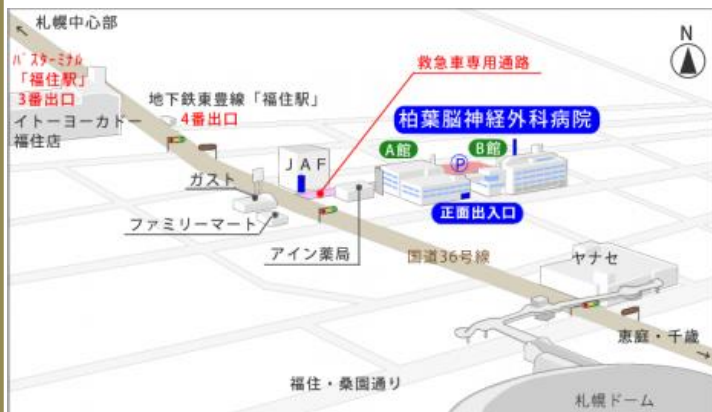 札幌中心部
N
バスターミナル
「福住駅」
3番出口
救急車専用通路
イトーヨーカドー
福住店
地下鉄東豊線「福住駅」
4番出口
柏葉脳神経外科病院
A館
P
B館
JAF
ガスト
正面出入口
ファミリーマート
アイン薬局
国道36号線
ヤナセ
恵庭・千歳
福住・桑園通り
札幌ドーム